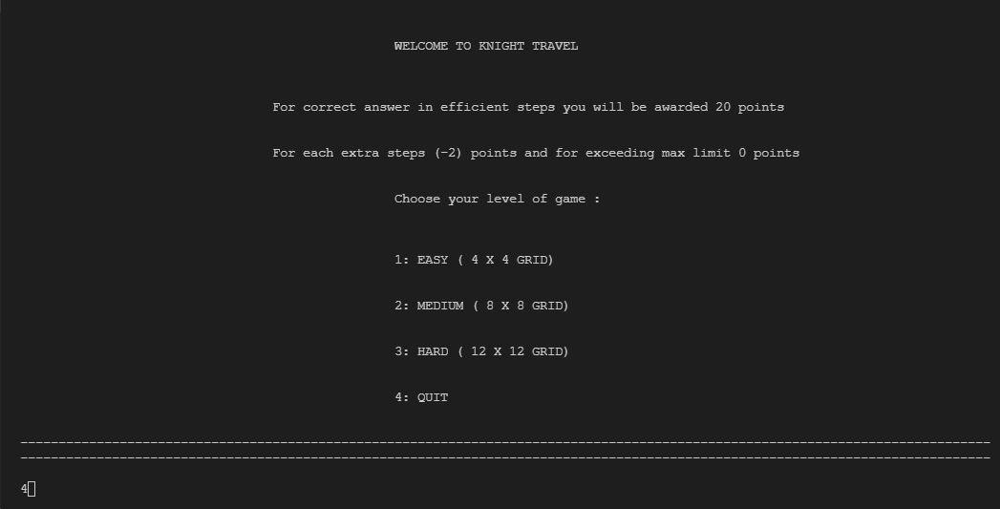 WELCOME TO KNIGHT TRAVEL
For correct answer in efficient steps you will be awarded 20 points
For each extra steps (-2) points and for exceeding max limit 0 points
Choose your level of game :
1: EASY ( 4 X 4 GRID)
2: MEDIUM ( 8 X 8 GRID)
3: HARD ( 12 X 12 GRID)
4: QUIT
4